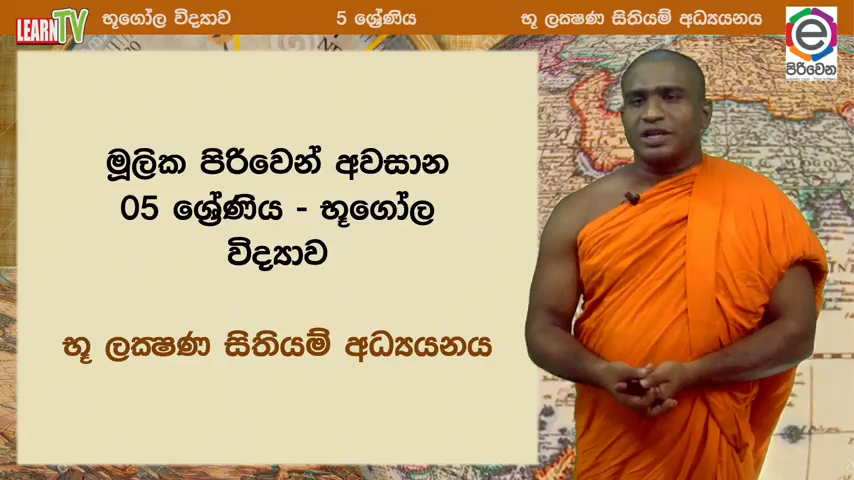 LEARN TV
භූගෝල විද්‍යාව
5 ශ්‍රේණිය
භූ ලක්ෂණ සිතියම් අධ්‍යයනය
e
පිරිවෙන
මූලික පිරිවෙන් අවසාන
05 ශ්‍රේණිය - භූගෝල
විද්‍යාව
භූ ලක්ෂණ සිතියම් අධ්‍යයනය